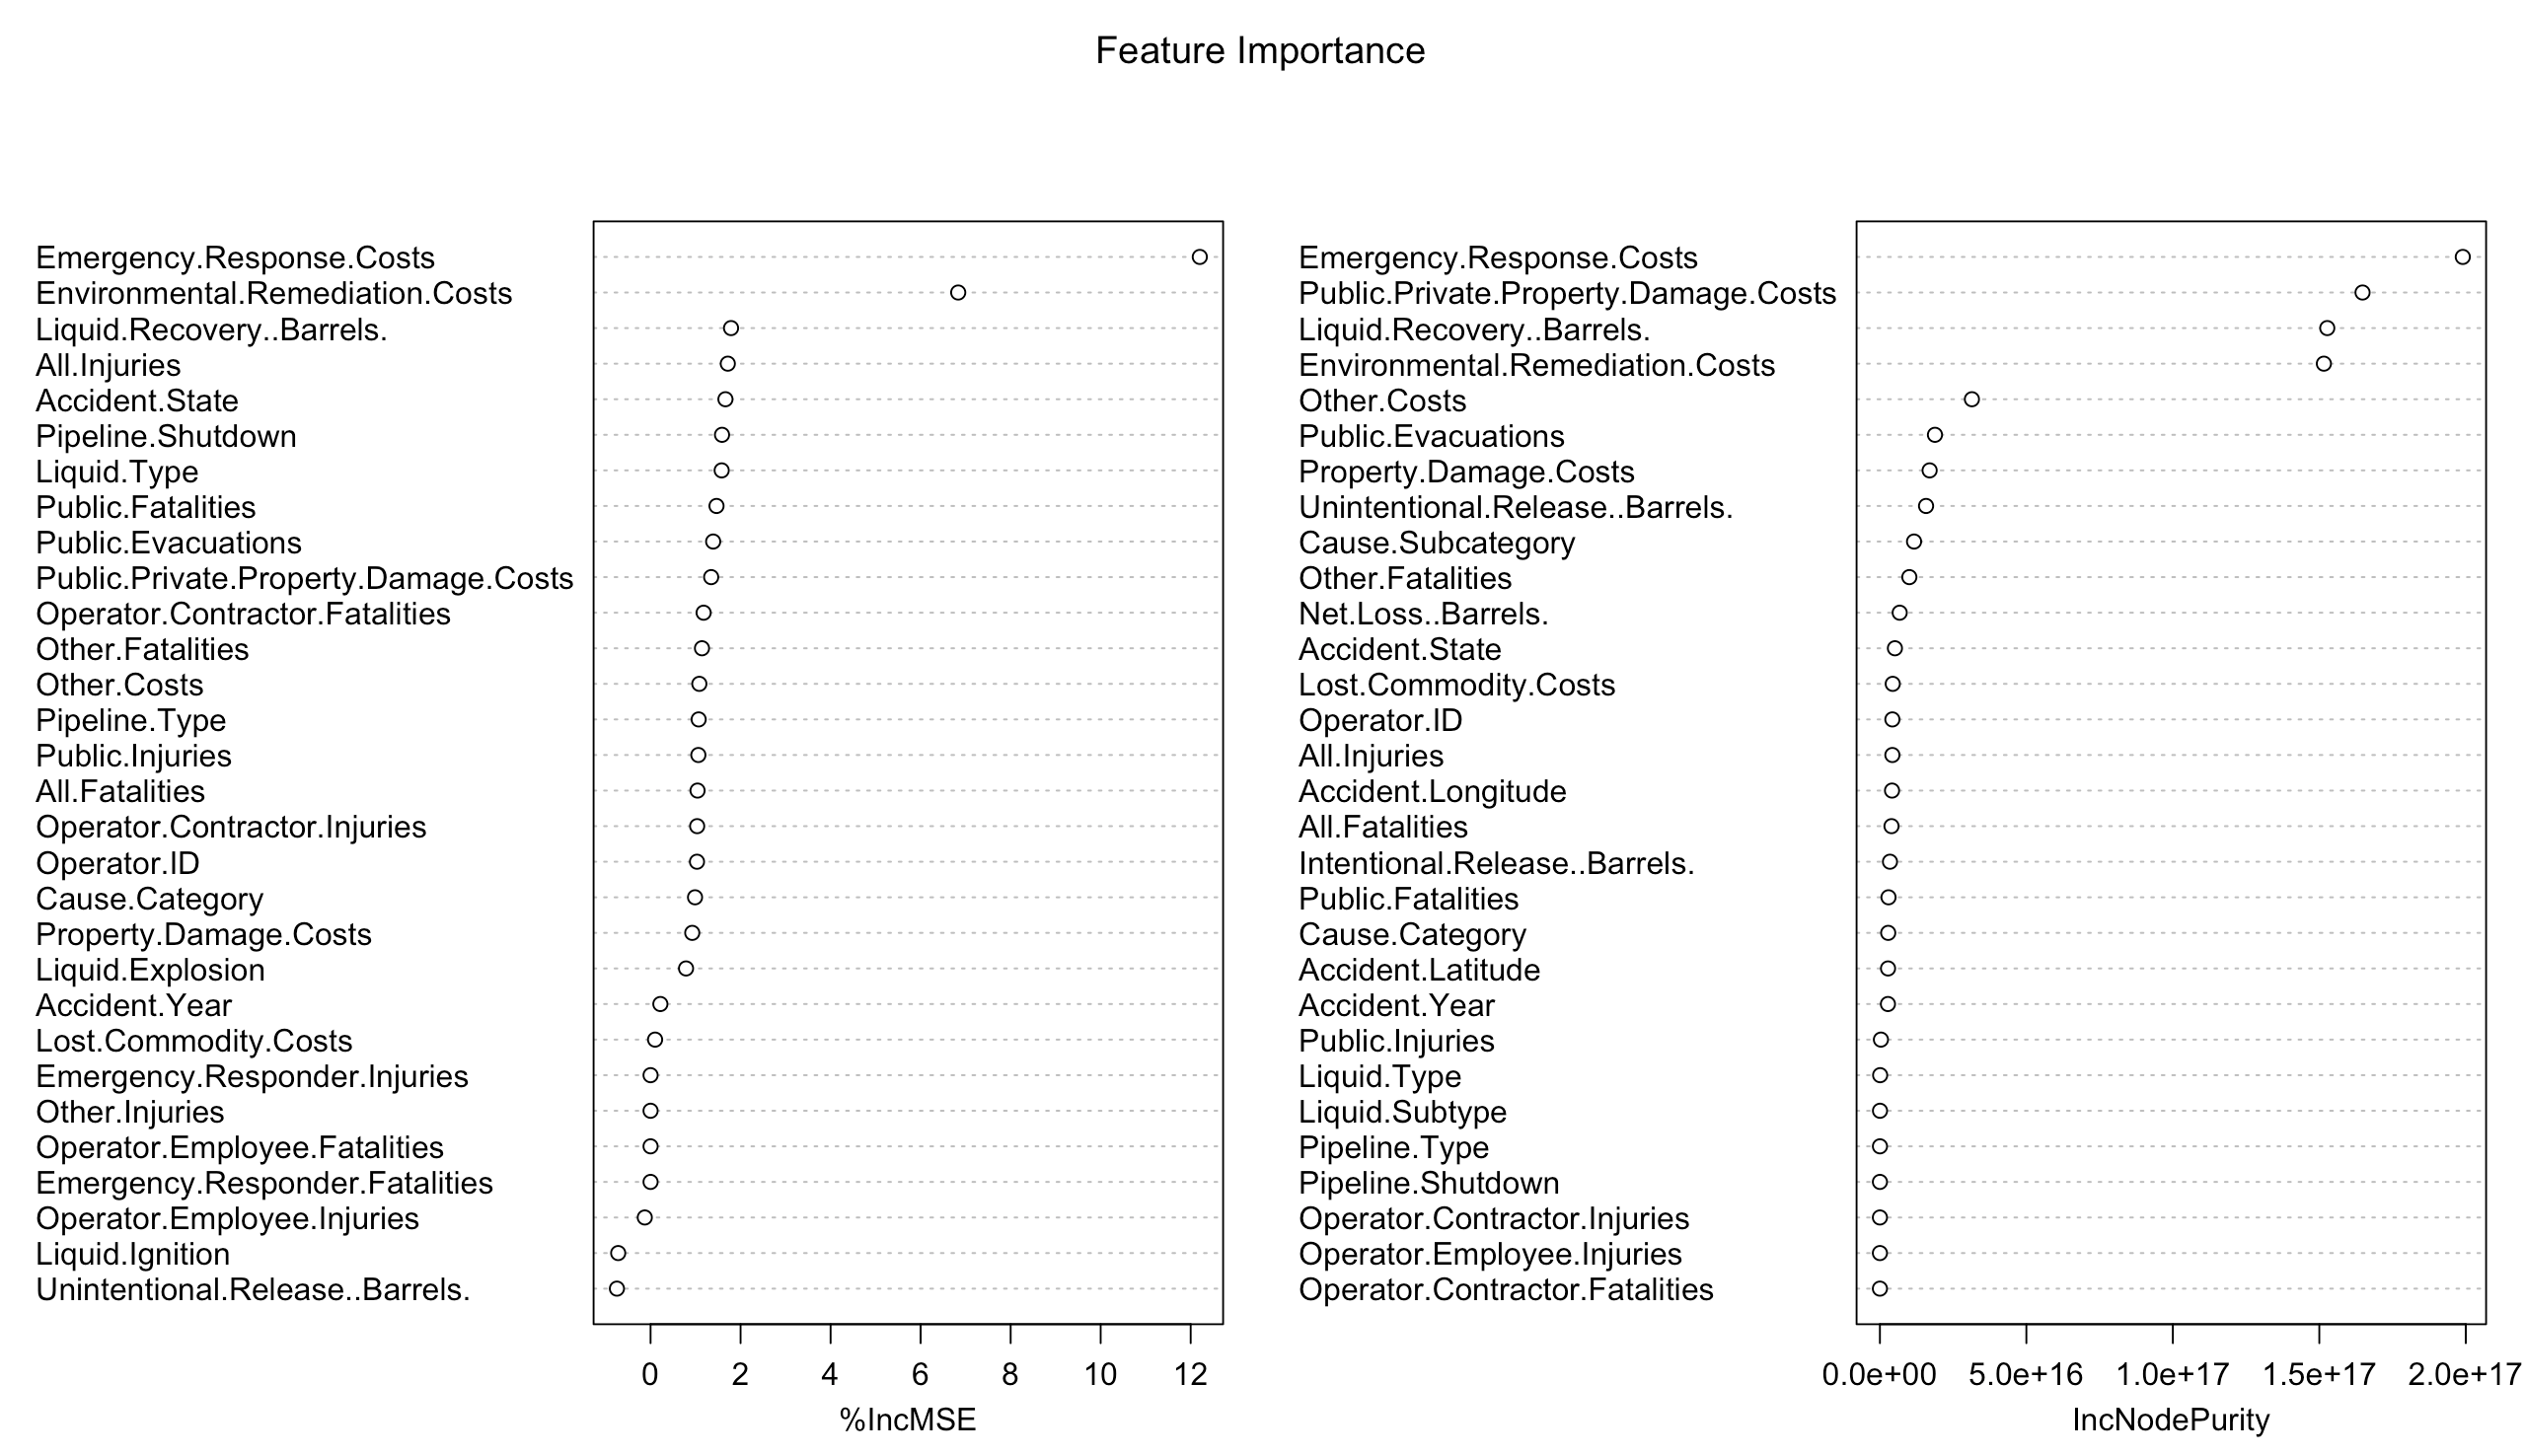 Feature Importance
Emergency.Response.Costs
Environmental.Remediation.Costs
Liquid.Recovery..Barrels.
All.Injuries
Accident.State
Pipeline.Shutdown
Liquid.Type
Public.Fatalities
Public.Evacuations
Public.Private.Property.Damage.Costs
Operator.Contractor.Fatalities
Other.Fatalities
Other.Costs
Pipeline.Type
Public.Injuries
All.Fatalities
Operator.Contractor.Injuries
Operator.ID
Cause.Category
Property.Damage.Costs
Liquid.Explosion
Accident.Year
Lost.Commodity.Costs
Emergency.Responder.Injuries
Other.Injuries
Operator.Employee.Fatalities
Emergency.Responder.Fatalities
Operator.Employee.Injuries
Liquid.Ignition
Unintentional.Release..Barrels.
0 2 4 6 8 10 12
%IncMSE
Emergency.Response.Costs
Public.Private.Property.Damage.Costs
Liquid.Recovery..Barrels.
Environmental.Remediation.Costs
Other.Costs
Public.Evacuations
Property.Damage.Costs
Unintentional.Release..Barrels.
Cause.Subcategory
Other.Fatalities
Net.Loss..Barrels.
Accident.State
Lost.Commodity.Costs
Operator.ID
All.Injuries
Accident.Longitude
All.Fatalities
Intentional.Release..Barrels.
Public.Fatalities
Cause.Category
Accident.Latitude
Accident.Year
Public.Injuries
Liquid.Type
Liquid.Subtype
Pipeline.Type
Pipeline.Shutdown
Operator.Contractor.Injuries
Operator.Employee.Injuries
Operator.Contractor.Fatalities
0.0e+00 5.0e+16 1.0e+17 1.5e+17 2.0e+17
IncNodePurity